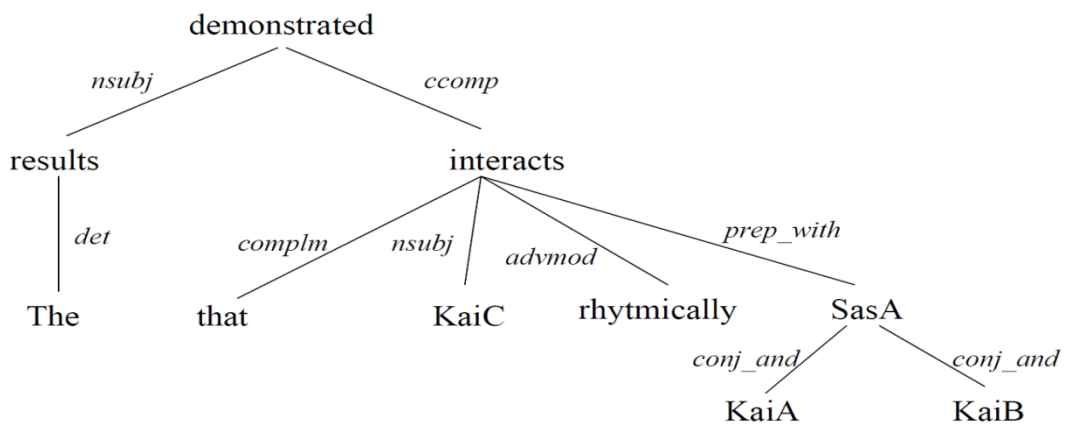 demonstrated
nsubj ccomp
results interacts
det complm nsubj advmod prep_with
The that KaiC rhytmically SasA
conj_and conj_and
KaiA KaiB